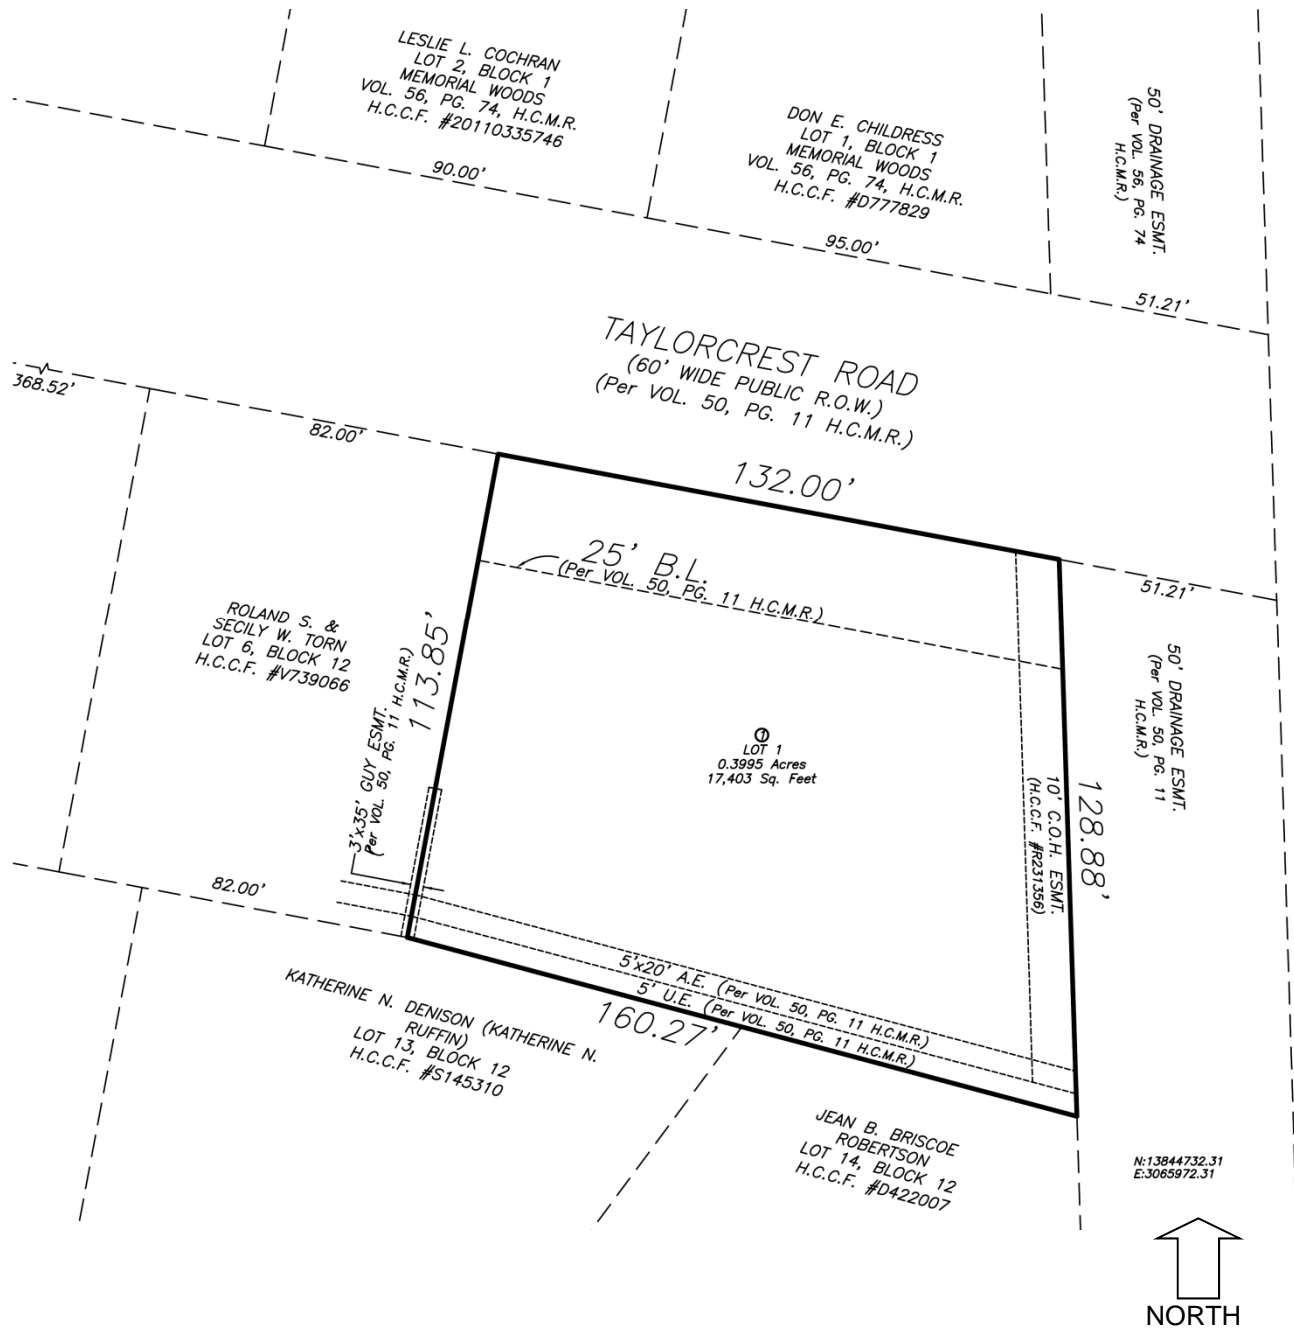 LESLIE L. COCHRAN
LOT 2, BLOCK 1
MEMORIAL WOODS
VOL. 56, PG. 74, H.C.M.R.
H.C.C.F. #20110335746
DON E. CHILDRESS
LOT 1, BLOCK 1
MEMORIAL WOODS
VOL. 56, PG. 74, H.C.M.R.
H.C.C.F. #D777829
50' DRAINAGE ESMT.
(Per VOL. 56, PG. 74
H.C.M.R.)
90.00'
95.00'
51.21'
TAYLORCREST ROAD
(60' WIDE PUBLIC R.O.W.)
(Per VOL. 50, PG. 11 H.C.M.R.)
368.52'
82.00'
132.00'
25' B.L.
(Per VOL. 50, PG. 11 H.C.M.R.)
51.21'
ROLAND S. &
SECILY W. TORN
LOT 6, BLOCK 12
H.C.C.F. #V739066
113.85'
3'x35' GUY ESMT.
(Per VOL. 50, PG. 11 H.C.M.R.)
1
LOT 1
0.3995 Acres
17,403 Sq. Feet
10' C.O.H. ESMT.
(H.C.C.F. #R231356)
128.88'
50' DRAINAGE ESMT.
(Per VOL. 50, PG. 11
H.C.M.R.)
82.00'
5'x20' A.E. (Per VOL. 50, PG. 11 H.C.M.R.)
5' U.E. (Per VOL. 50, PG. 11 H.C.M.R.)
160.27'
KATHERINE N. DENISON (KATHERINE N.
RUFFIN)
LOT 13, BLOCK 12
H.C.C.F. #S145310
JEAN B. BRISCOE
ROBERTSON
LOT 14, BLOCK 12
H.C.C.F. #D422007
N:13844732.31
E:3065972.31
NORTH